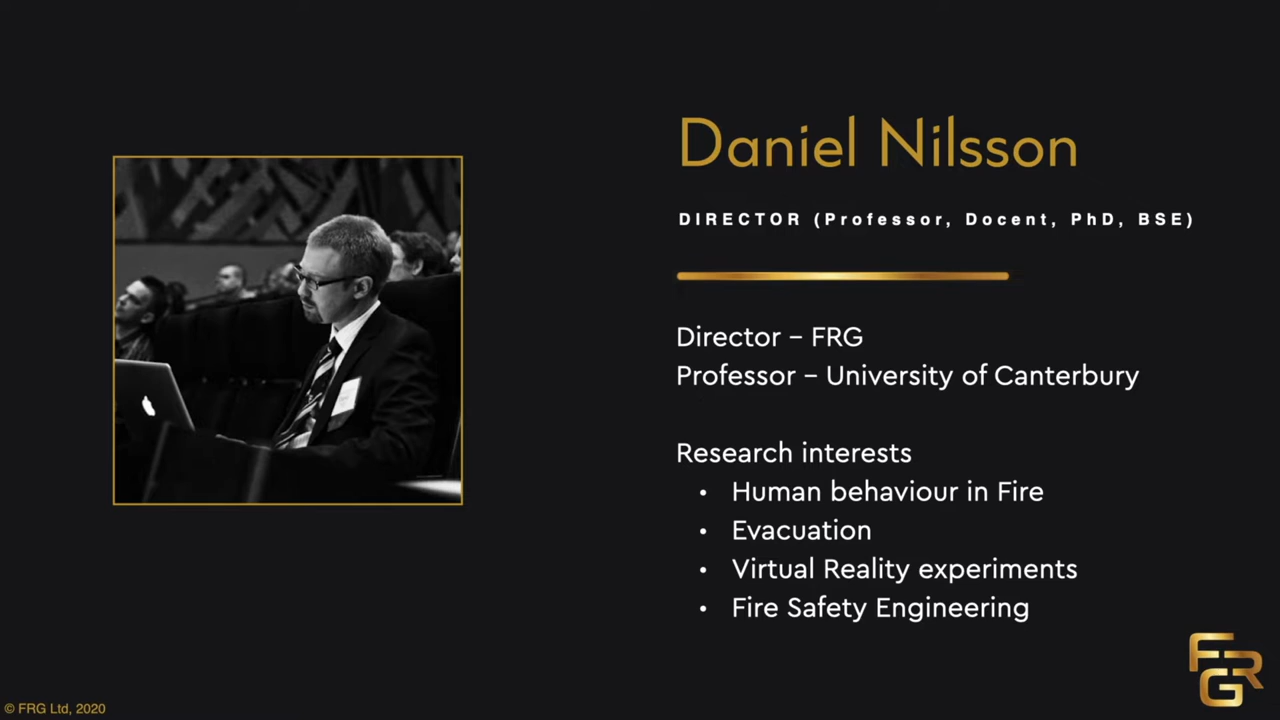 Daniel Nilsson
DIRECTOR (Professor, Docent, PhD, BSE)
Director – FRG
Professor – University of Canterbury
Research interests
• Human behaviour in Fire
• Evacuation
• Virtual Reality experiments
• Fire Safety Engineering
FRG
© FRG Ltd, 2020